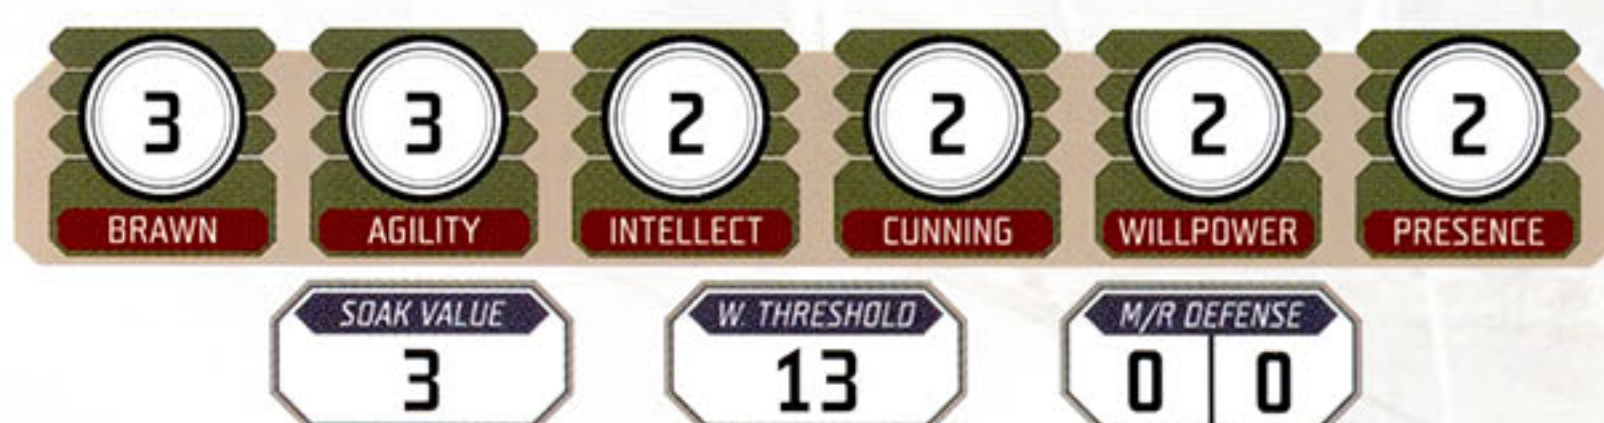 3 3 2 2 2 2
BRAWN AGILITY INTELLECT CUNNING WILLPOWER PRESENCE
SOAK VALUE W. THRESHOLD M/R DEFENSE
3 13 0 0